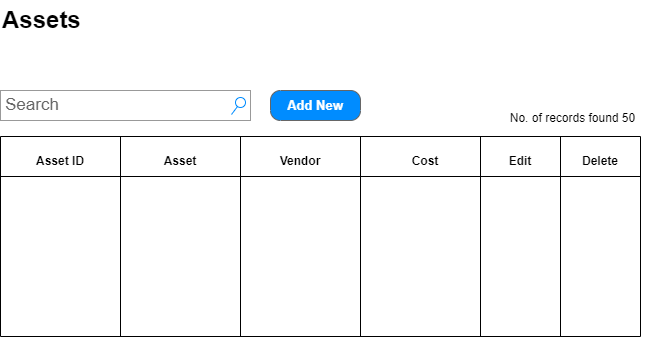 Assets
Search
Add New
No. of records found 50
Asset ID Asset Vendor Cost Edit Delete